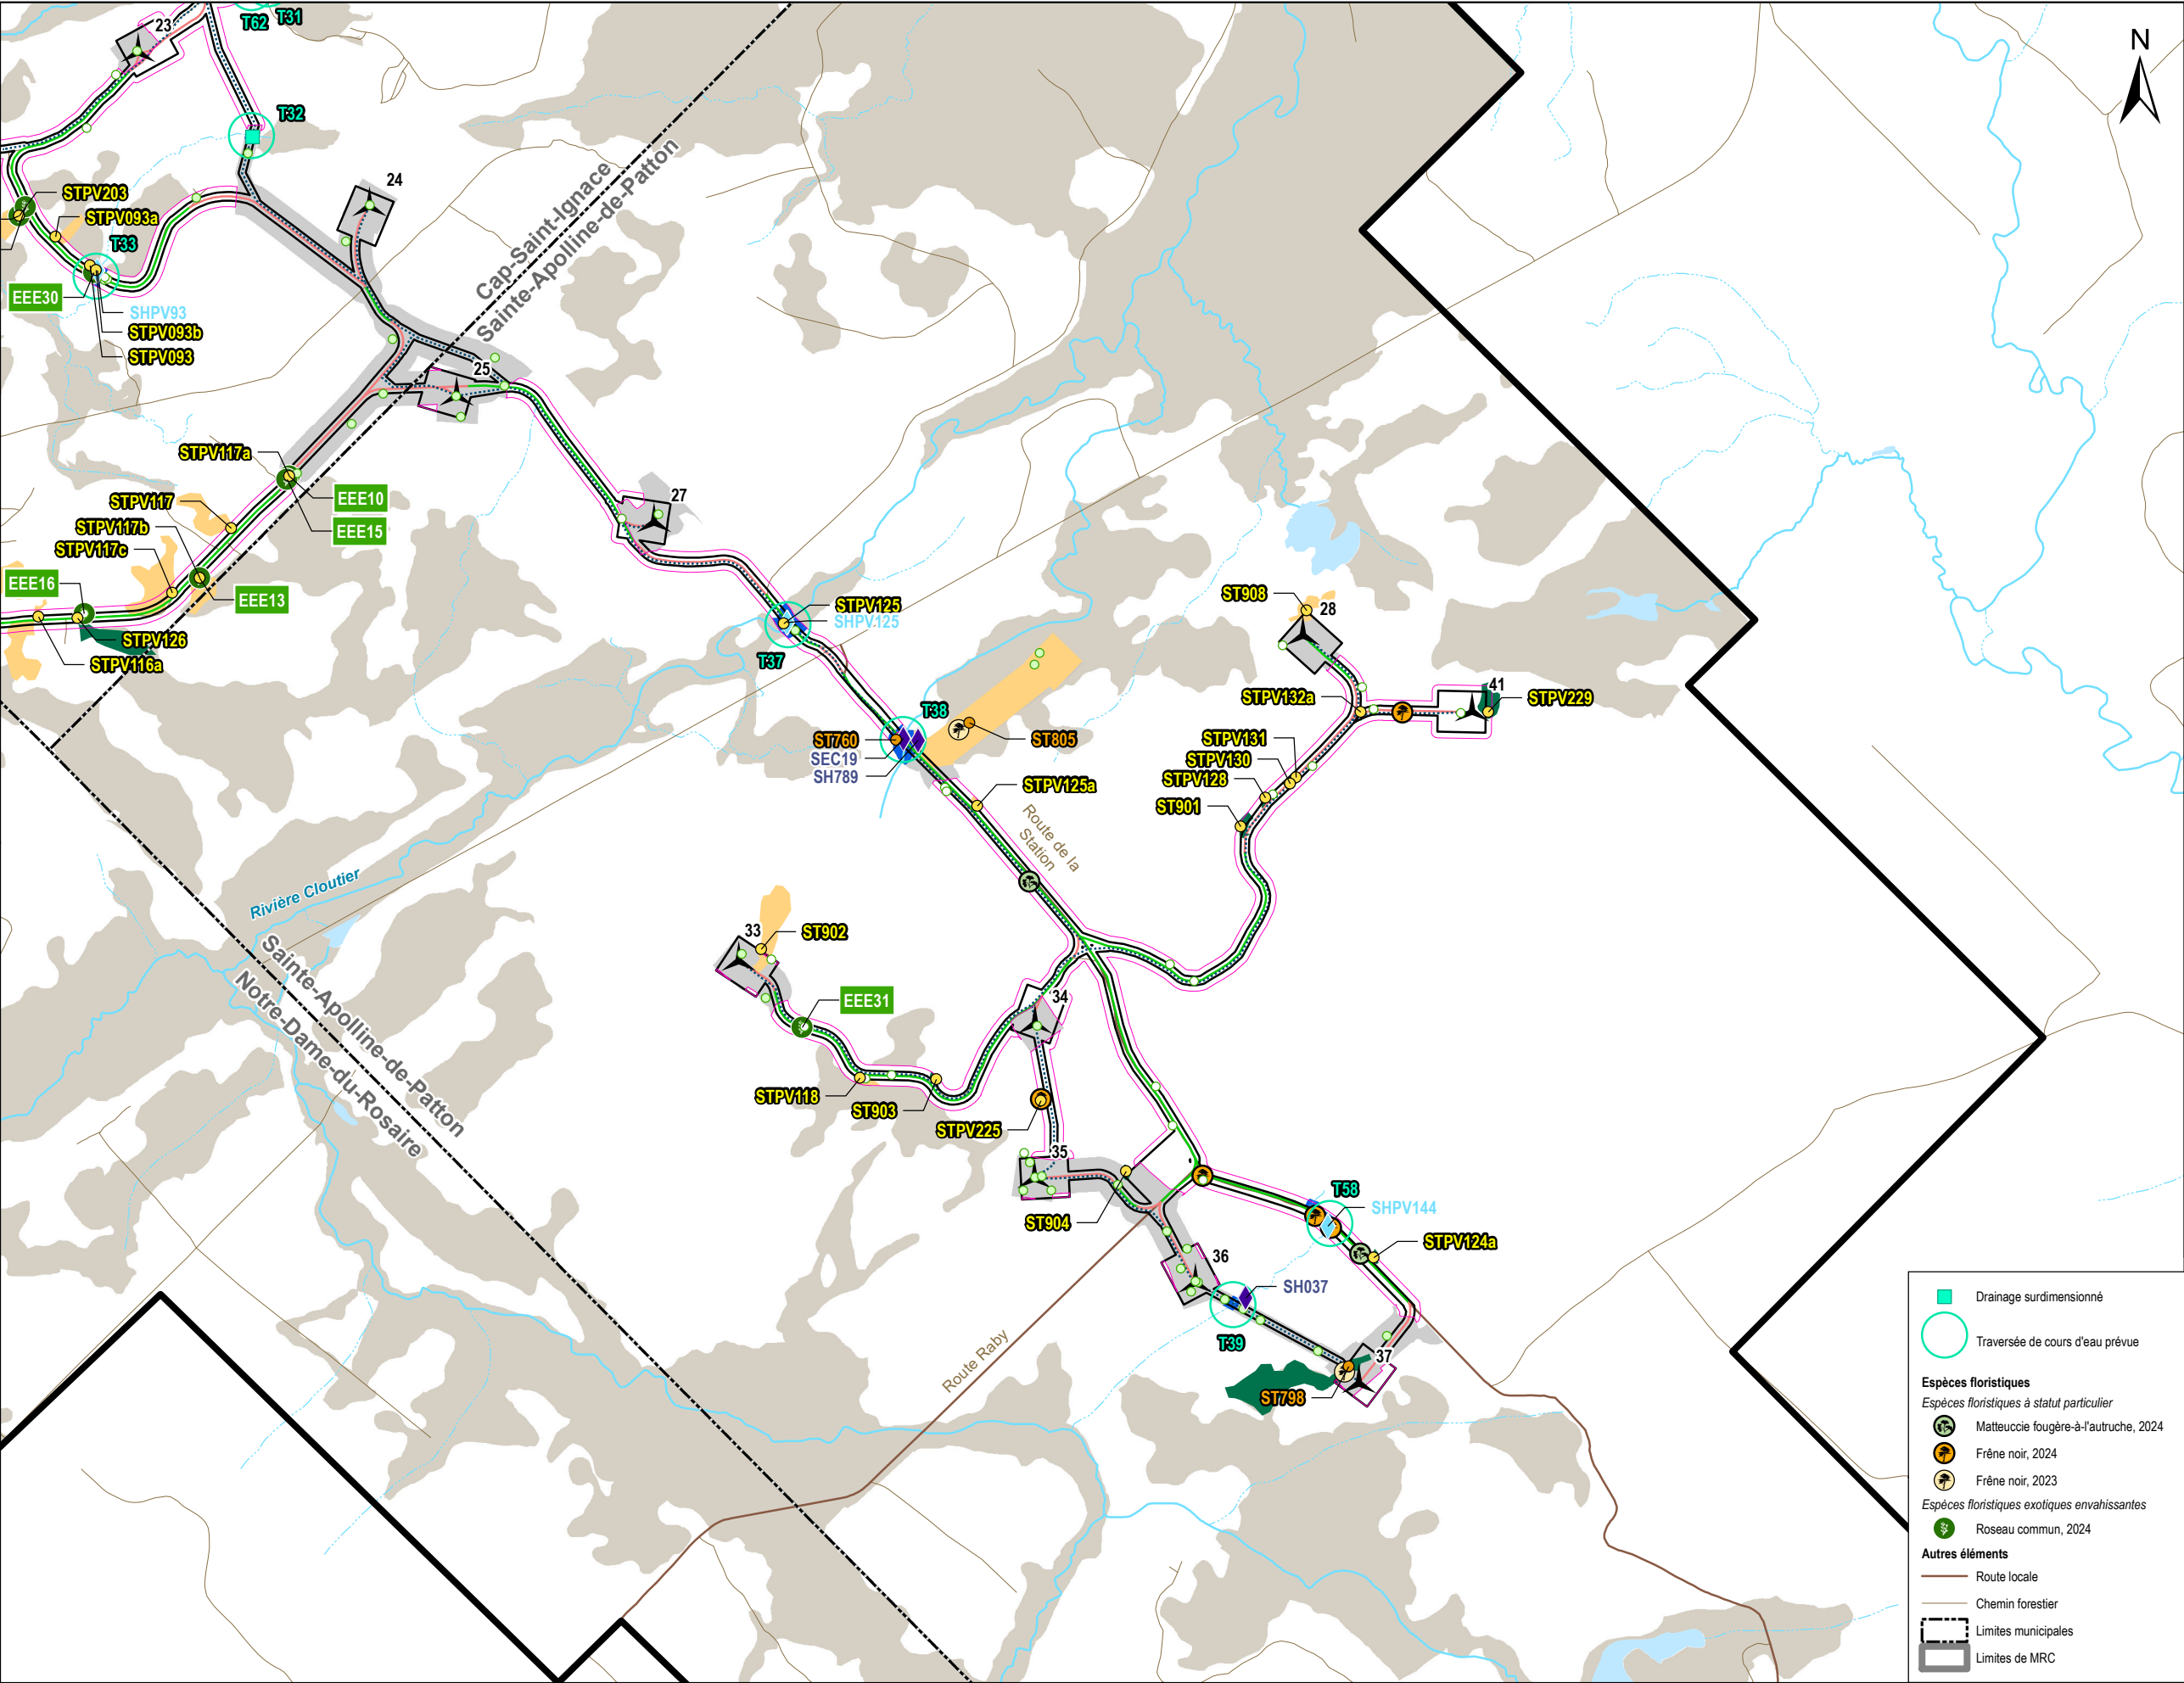 T62
T31
23
N
T32
24
STPV203
STPV093a
T33
Cap-Saint-Ignace
Sainte-Apolline-de-Patton
EEE30
SHPV93
STPV093b
STPV093
25
STPV117a
EEE10
27
STPV117
STPV117b
EEE15
STPV117c
EEE16
EEE13
STPV126
STPV116a
STPV125
SHPV125
T37
ST908
28
41
STPV132a
STPV229
T38
ST760
ST805
SEC19
SH789
STPV131
STPV130
STPV128
ST901
STPV125a
Route de la
Station
Rivière Cloutier
33
ST902
Sainte-Apolline-de-Patton
Notre-Dame-du-Rosaire
EEE31
34
STPV118
ST903
STPV225
35
ST904
T58
SHPV144
STPV124a
36
SH037
T39
37
ST798
Route Raby
Drainage surdimensionné
Traversée de cours d'eau prévue
Espèces floristiques
Espèces floristiques à statut particulier
Matteuccie fougère-à-l'autruche, 2024
Frêne noir, 2024
Frêne noir, 2023
Espèces floristiques exotiques envahissantes
Roseau commun, 2024
Autres éléments
Route locale
Chemin forestier
Limites municipales
Limites de MRC